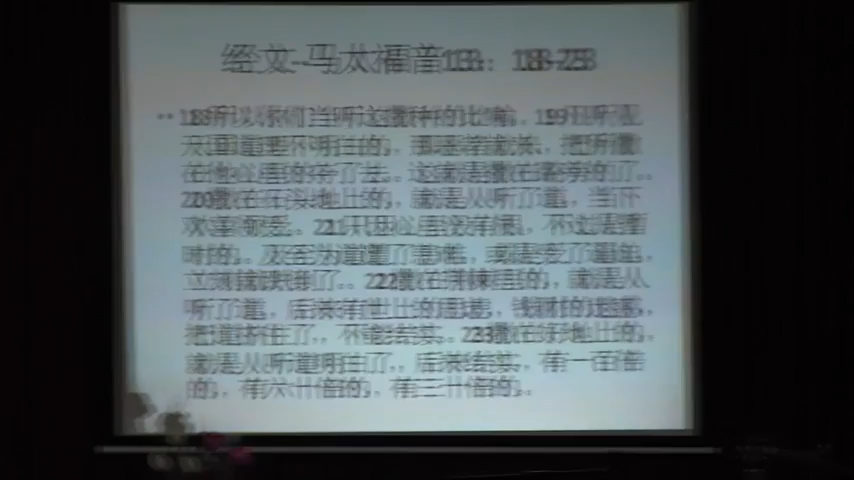 经文--马太福音13：18-23
•18所以你们当听这撒种的比喻。19凡听见
天国道理不明白的，那恶者就来，把所撒
在他心里的夺了去。这就是撒在路旁的了。
20撒在石头地上的，就是人听了道，当下
欢喜领受。21只因心里没有根，不过是暂
时的。及至为道遭了患难，或是受了逼迫，
立刻就跌倒了。22撒在荆棘里的，就是人
听了道，后来有世上的思虑，钱财的迷惑，
把道挤住了，不能结实。23撒在好地上的，
就是人听道明白了，后来结实，有一百倍
的，有六十倍的，有三十倍的。